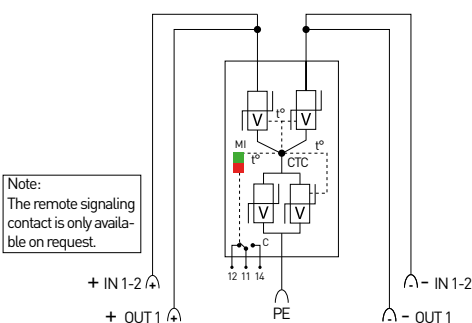 t°
V
V
MI
t°
t°
CTC
Note:
The remote signaling
contact is only availa-
ble on request.
V
V
C
12 11 14
+ IN 1-2
- IN 1-2
+ OUT 1
PE
- OUT 1